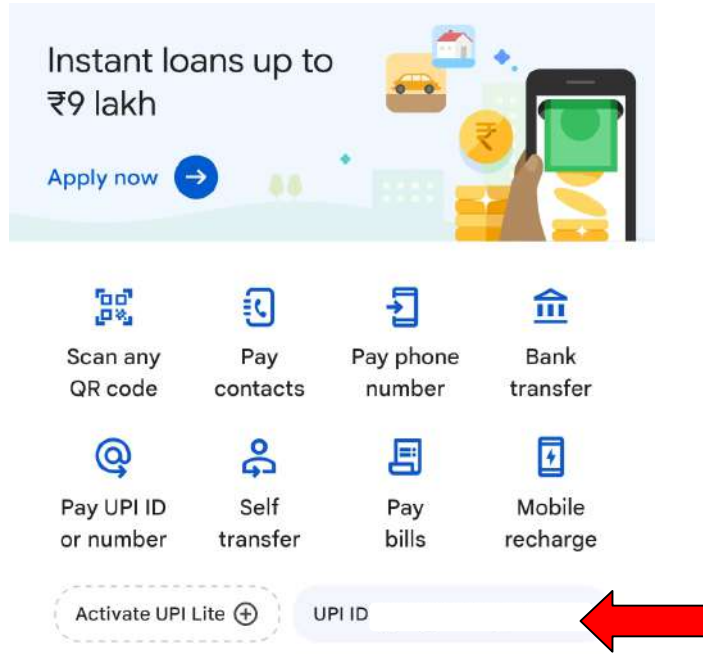 Instant loans up to
₹9 lakh
Apply now
Scan any
QR code
Pay
contacts
Pay phone
number
Bank
transfer
Pay UPI ID
or number
Self
transfer
Pay
bills
Mobile
recharge
Activate UPI Lite
UPI ID